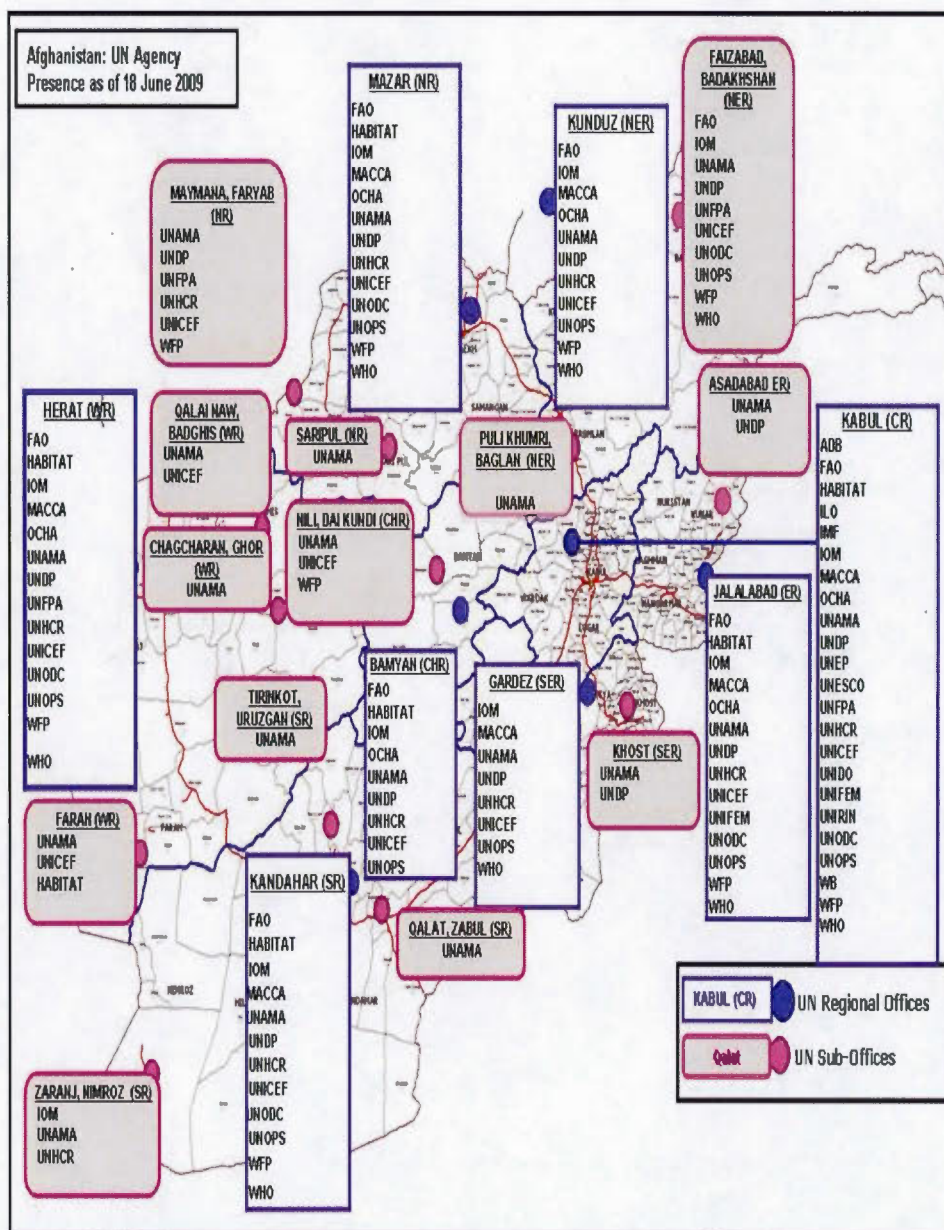 Afghanistan: UN Agency
Presence as of 18 June 2009
MAZAR (NR)
FAO
HABITAT
IOM
MACCA
OCHA
UNAMA
UNDP
UNHCR
UNICEF
UNODC
UNOPS
WFP
WHO
KUNDUZ (NER)
FAO
IOM
MACCA
OCHA
UNAMA
UNDP
UNHCR
UNICEF
UNOPS
WFP
WHO
FAIZABAD,
BADAKHSHAN
(NER)
FAO
IOM
UNAMA
UNDP
UNFPA
UNICEF
UNODC
UNOPS
WFP
WHO
MAYMANA, FARYAB
(NR)
UNAMA
UNDP
UNFPA
UNHCR
UNICEF
WFP
HERAT (WR)
FAO
HABITAT
IOM
MACCA
OCHA
UNAMA
UNDP
UNFPA
UNHCR
UNICEF
UNODC
UNOPS
WFP
WHO
QALAI NAW,
BADGHIS (WR)
UNAMA
UNICEF
SARIPUL (NR)
UNAMA
PULI KHUMRI,
BAGLAN (NER)
UNAMA
ASADABAD ER)
UNAMA
UNDP
KABUL (CR)
ADB
FAO
HABITAT
ILO
IMF
IOM
MACCA
OCHA
UNAMA
UNDP
UNEP
UNESCO
UNFPA
UNHCR
UNICEF
UNIDO
UNIFEM
UNIRIN
UNODC
UNOPS
WB
WFP
WHO
CHAGCHARAN, GHOR
(WR)
UNAMA
NILI, DAI KUNDI (CHR)
UNAMA
UNICEF
WFP
JALALABAD (ER)
FAO
HABITAT
IOM
MACCA
OCHA
UNAMA
UNDP
UNHCR
UNICEF
UNIFEM
UNODC
UNOPS
WFP
WHO
TIRINKOT,
URUZGAN (SR)
UNAMA
BAMYAN (CHR)
FAO
HABITAT
IOM
OCHA
UNAMA
UNDP
UNHCR
UNICEF
UNOPS
GARDEZ (SER)
IOM
MACCA
UNAMA
UNDP
UNHCR
UNICEF
UNOPS
WHO
KHOST (SER)
UNAMA
UNDP
FARAH (WR)
UNAMA
UNICEF
HABITAT
KANDAHAR (SR)
FAO
HABITAT
IOM
MACCA
UNAMA
UNDP
UNHCR
UNICEF
UNODC
UNOPS
WFP
WHO
QALAT, ZABUL (SR)
UNAMA
ZARANJ, NIMROZ (SR)
IOM
UNAMA
UNHCR
KABUL (CR)
UN Regional Offices
Qalat
UN Sub-Offices
SAMANGAN
NURISTAN
WARDAK
FARAH